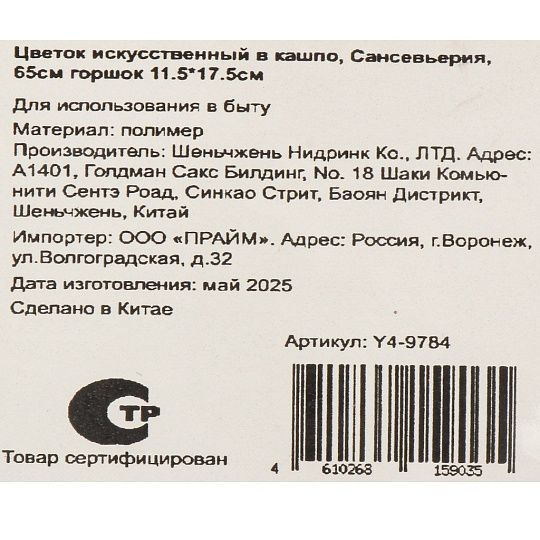 Цветок искусственный в кашпо, Сансевьерия,
65см горшок 11.5*17.5см
Для использования в быту
Материал: полимер
Производитель: Шеньчжень Нидринк Ко., ЛТД. Адрес:
А1401, Голдман Сакс Билдинг, No. 18 Шаки Комью-
нити Сентэ Роад, Синкао Стрит, Баоян Дистрикт,
Шеньчжень, Китай
Импортер: ООО «ПРАЙМ». Адрес: Россия, г.Воронеж,
ул.Волгоградская, д.32
Дата изготовления: май 2025
Сделано в Китае
Артикул: Y4-9784
СТР
Товар сертифицирован
4 610268 159035